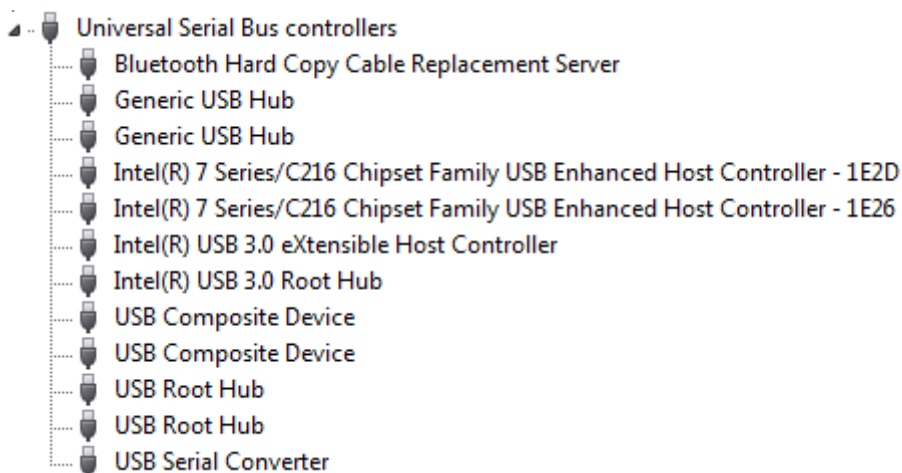 Universal Serial Bus controllers
Bluetooth Hard Copy Cable Replacement Server
Generic USB Hub
Generic USB Hub
Intel(R) 7 Series/C216 Chipset Family USB Enhanced Host Controller - 1E2D
Intel(R) 7 Series/C216 Chipset Family USB Enhanced Host Controller - 1E26
Intel(R) USB 3.0 eXtensible Host Controller
Intel(R) USB 3.0 Root Hub
USB Composite Device
USB Composite Device
USB Root Hub
USB Root Hub
USB Serial Converter